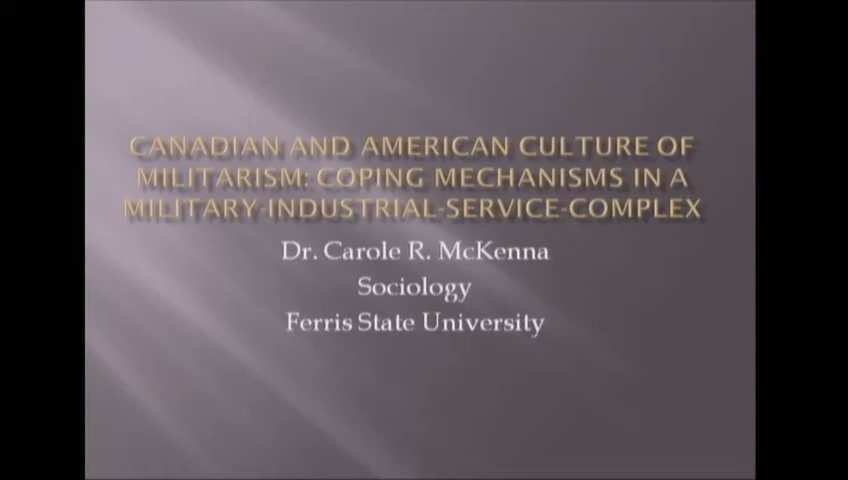 CANADIAN AND AMERICAN CULTURE OF
MILITARISM: COPING MECHANISMS IN A
MILITARY-INDUSTRIAL-SERVICE-COMPLEX
Dr. Carole R. McKenna
Sociology
Ferris State University